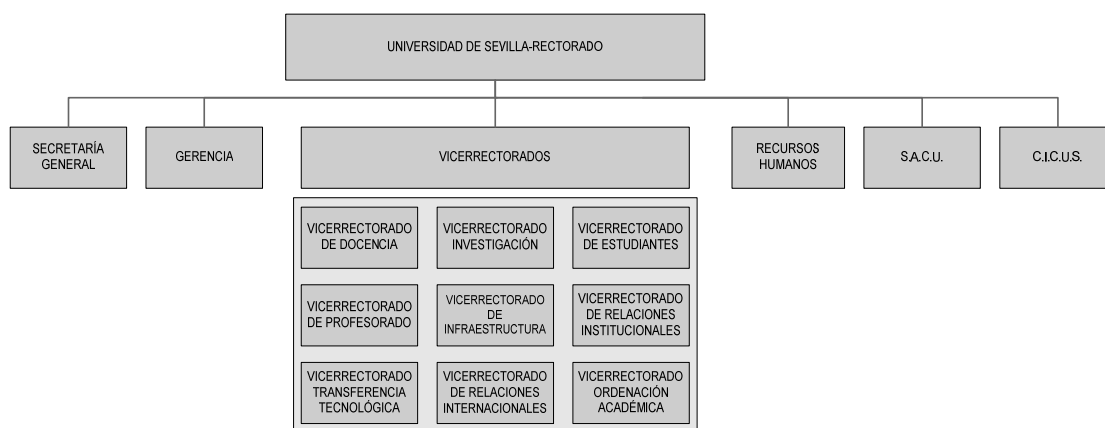 UNIVERSIDAD DE SEVILLA-RECTORADO
SECRETARÍA
GENERAL
GERENCIA
VICERRECTORADOS
RECURSOS
HUMANOS
S.A.C.U.
C.I.C.U.S.
VICERRECTORADO
DE DOCENCIA
VICERRECTORADO
INVESTIGACIÓN
VICERRECTORADO
DE ESTUDIANTES
VICERRECTORADO
DE PROFESORADO
VICERRECTORADO
DE
INFRAESTRUCTURA
VICERRECTORADO
DE RELACIONES
INSTITUCIONALES
VICERRECTORADO
TRANSFERENCIA
TECNOLÓGICA
VICERRECTORADO
DE RELACIONES
INTERNACIONALES
VICERRECTORADO
ORDENACIÓN
ACADÉMICA